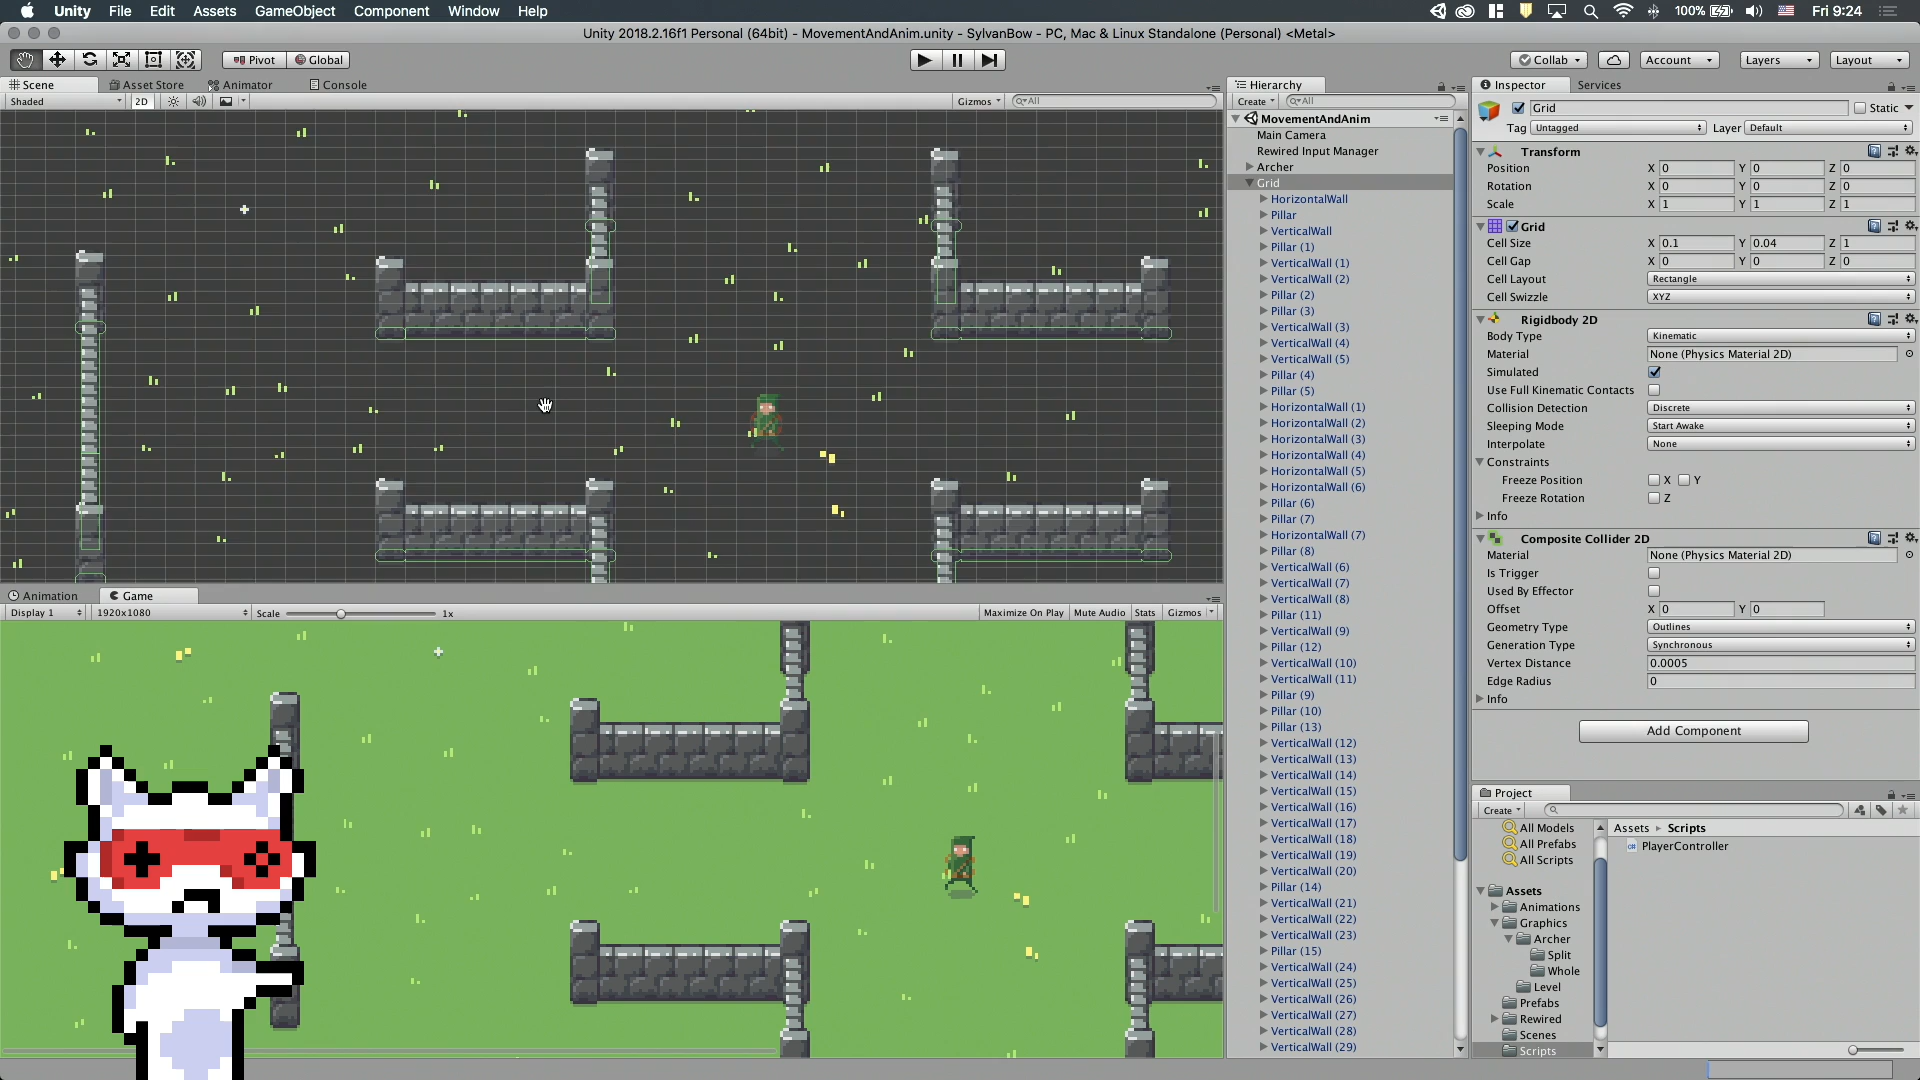 Unity File Edit Assets GameObject Component Window Help 100% Fri 9:24
Unity 2018.2.16f1 Personal (64bit) - MovementAndAnim.unity - SylvanBow - PC, Mac & Linux Standalone (Personal) <Metal>
Pivot Global Collab Account Layers Layout
Scene Asset Store Animator Console
Shaded 2D Gizmos All
Animation Game
Display 1 1920x1080 Scale 1x Maximize On Play Mute Audio Stats Gizmos
Hierarchy
Create All
MovementAndAnim
Main Camera
Rewired Input Manager
Archer
Grid
HorizontalWall
Pillar
VerticalWall
Pillar (1)
VerticalWall (1)
VerticalWall (2)
Pillar (2)
Pillar (3)
VerticalWall (3)
VerticalWall (4)
VerticalWall (5)
Pillar (4)
Pillar (5)
HorizontalWall (1)
HorizontalWall (2)
HorizontalWall (3)
HorizontalWall (4)
HorizontalWall (5)
HorizontalWall (6)
Pillar (6)
Pillar (7)
HorizontalWall (7)
Pillar (8)
VerticalWall (6)
VerticalWall (7)
VerticalWall (8)
Pillar (11)
VerticalWall (9)
Pillar (12)
VerticalWall (10)
VerticalWall (11)
Pillar (9)
Pillar (10)
Pillar (13)
VerticalWall (12)
VerticalWall (13)
VerticalWall (14)
VerticalWall (15)
VerticalWall (16)
VerticalWall (17)
VerticalWall (18)
VerticalWall (19)
VerticalWall (20)
Pillar (14)
VerticalWall (21)
VerticalWall (22)
VerticalWall (23)
Pillar (15)
VerticalWall (24)
VerticalWall (25)
VerticalWall (26)
VerticalWall (27)
VerticalWall (28)
VerticalWall (29)
Inspector Services
Grid Static
Tag Untagged Layer Default
Transform
Position X 0 Y 0 Z 0
Rotation X 0 Y 0 Z 0
Scale X 1 Y 1 Z 1
Grid
Cell Size X 0.1 Y 0.04 Z 1
Cell Gap X 0 Y 0 Z 0
Cell Layout Rectangle
Cell Swizzle XYZ
Rigidbody 2D
Body Type Kinematic
Material None (Physics Material 2D)
Simulated
Use Full Kinematic Contacts
Collision Detection Discrete
Sleeping Mode Start Awake
Interpolate None
Constraints
Freeze Position X Y
Freeze Rotation Z
Info
Composite Collider 2D
Material None (Physics Material 2D)
Is Trigger
Used By Effector
Offset X 0 Y 0
Geometry Type Outlines
Generation Type Synchronous
Vertex Distance 0.0005
Edge Radius 0
Info
Add Component
Project
Create
All Models
All Prefabs
All Scripts
Assets
Animations
Graphics
Archer
Split
Whole
Level
Prefabs
Rewired
Scenes
Scripts
Assets Scripts
PlayerController